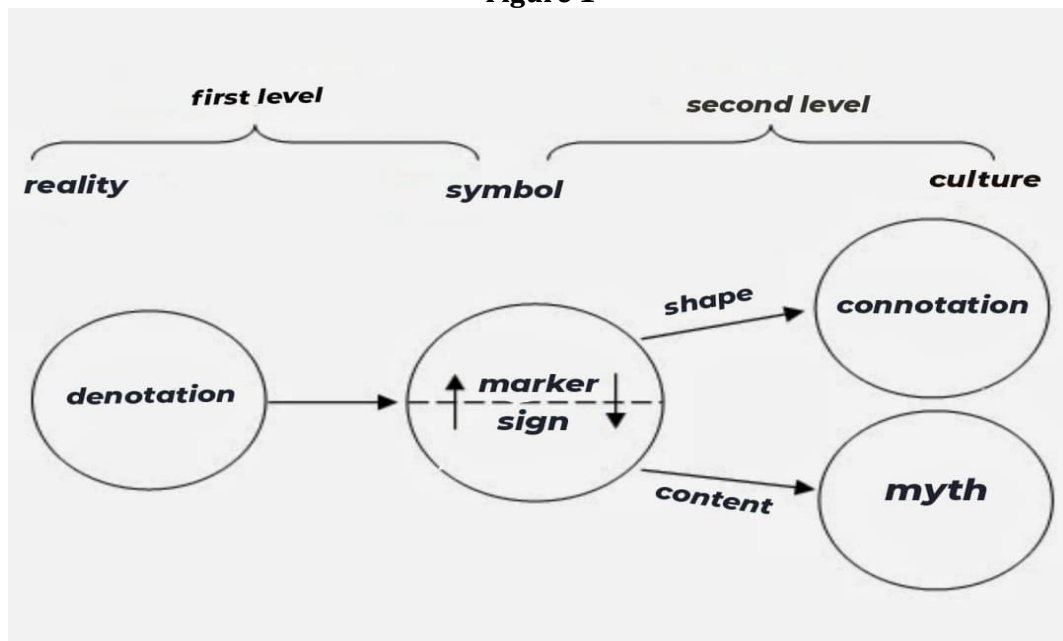 Figure 1
first level
second level
reality
symbol
culture
shape
connotation
denotation
marker
sign
content
myth